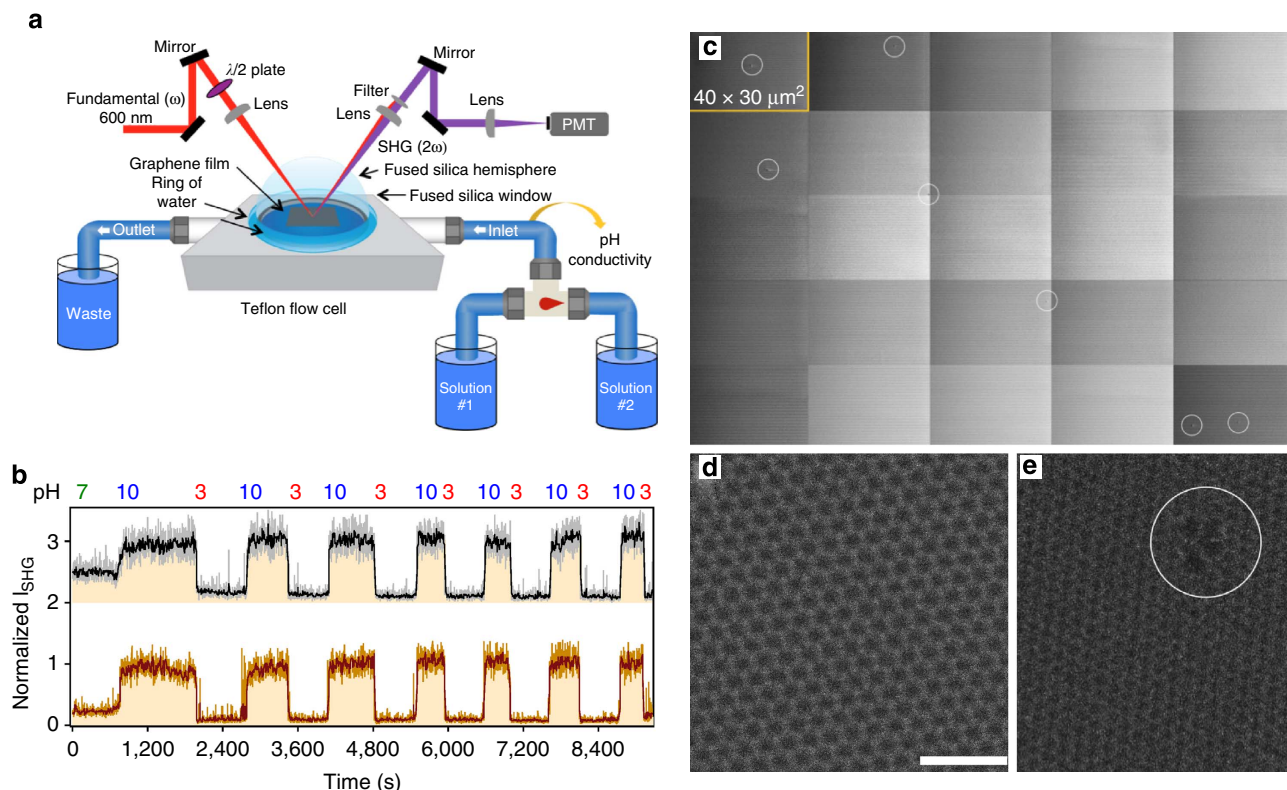 a
Mirror
λ/2 plate
Fundamental (ω)
600 nm
Lens
Mirror
Filter
Lens
Lens
PMT
SHG (2ω)
Graphene film
Ring of
water
Fused silica hemisphere
Fused silica window
Outlet
Inlet
pH
conductivity
Waste
Teflon flow cell
Solution
#1
Solution
#2
b
pH 7 10 3 10 3 10 3 10 3 10 3 10 3 10 3
Normalized ISHG
3
2
1
0
0 1,200 2,400 3,600 4,800 6,000 7,200 8,400
Time (s)
c
40 × 30 μm²
d
e